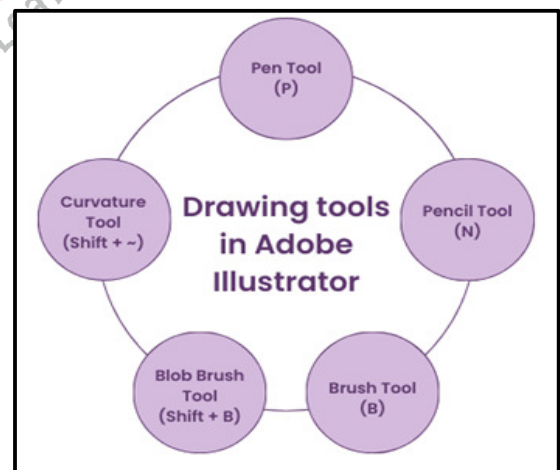 Pen Tool
(P)
Curvature
Tool
(Shift + ~)
Drawing tools
in Adobe
Illustrator
Pencil Tool
(N)
Blob Brush
Tool
(Shift + B)
Brush Tool
(B)